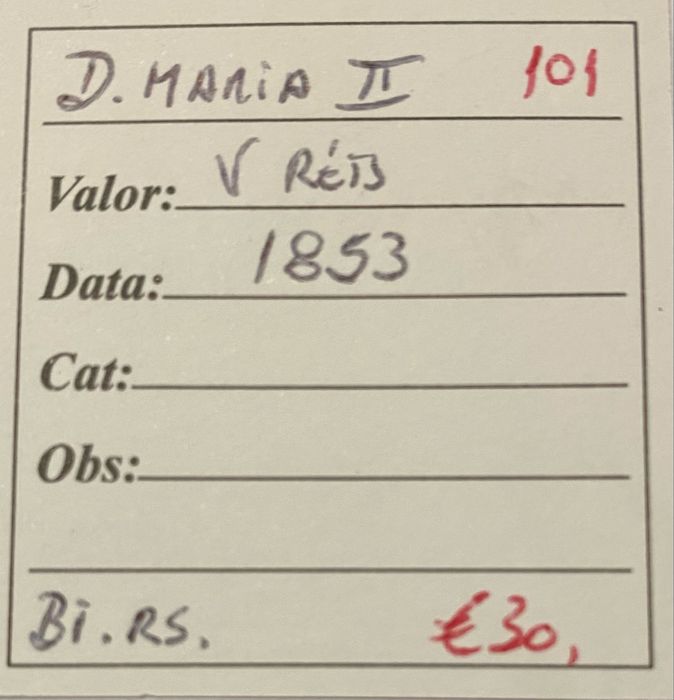 D. MARIA II 101
Valor: V RÉIS
Data: 1853
Cat:
Obs:
Bi. RS. €30,